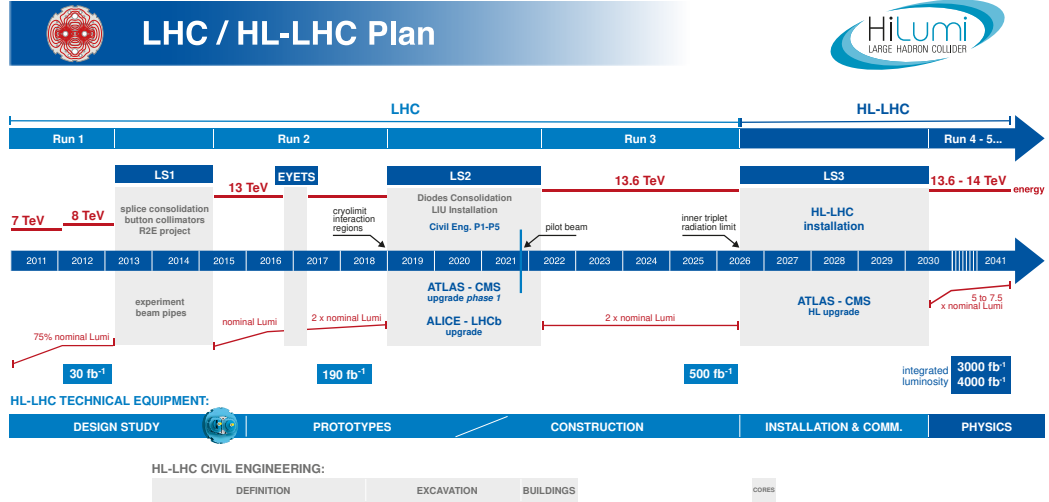 LHC / HL-LHC Plan
HiLumi
LARGE HADRON COLLIDER
LHC
HL-LHC
Run 1
Run 2
Run 3
Run 4 - 5...
LS1
EYETS
LS2
LS3
13 TeV
13.6 TeV
13.6 - 14 TeV
energy
7 TeV
8 TeV
splice consolidation
button collimators
R2E project
cryolimit
interaction
regions
Diodes Consolidation
LIU Installation
Civil Eng. P1-P5
pilot beam
inner triplet
radiation limit
HL-LHC
installation
2011 2012 2013 2014 2015 2016 2017 2018 2019 2020 2021 2022 2023 2024 2025 2026 2027 2028 2029 2030 2041
experiment
beam pipes
ATLAS - CMS
upgrade phase 1
ALICE - LHCb
upgrade
ATLAS - CMS
HL upgrade
5 to 7.5
x nominal Lumi
75% nominal Lumi
nominal Lumi
2 x nominal Lumi
2 x nominal Lumi
30 fb-1
190 fb-1
500 fb-1
integrated
luminosity
3000 fb-1
4000 fb-1
HL-LHC TECHNICAL EQUIPMENT:
DESIGN STUDY
PROTOTYPES
CONSTRUCTION
INSTALLATION & COMM.
PHYSICS
HL-LHC CIVIL ENGINEERING:
DEFINITION
EXCAVATION
BUILDINGS
CORES